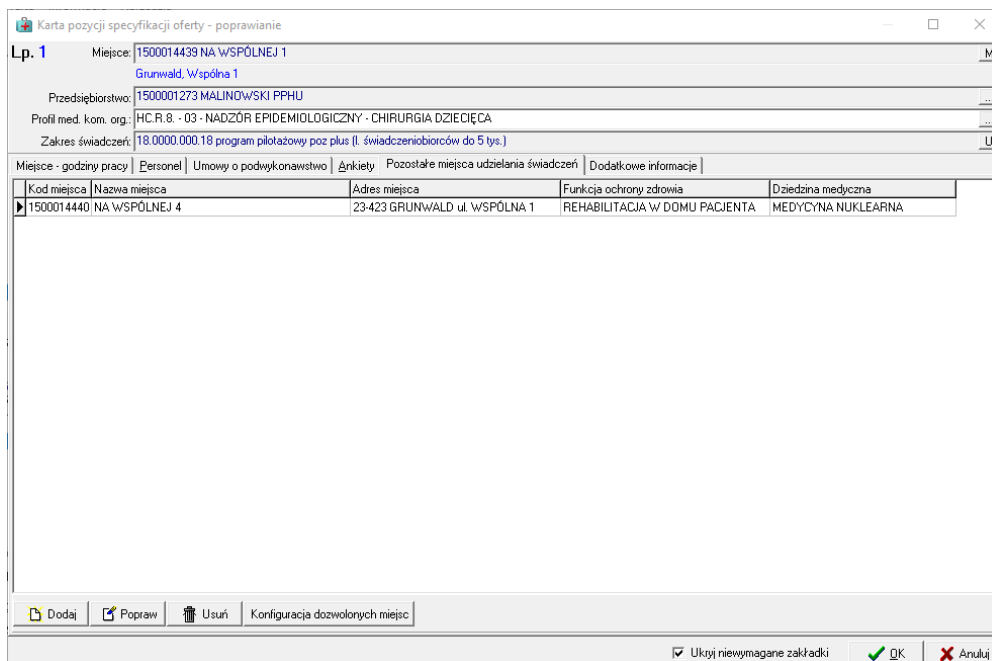 Karta pozycji specyfikacji oferty - poprawianie
Lp. 1 Miejsce: 1500014439 NA WSPÓLNEJ 1 M
Grunwald, Wspólna 1
Przedsiębiorstwo: 1500001273 MALINOWSKI PPHU ...
Profil med. kom. org.: HC.R.8. - 03 - NADZÓR EPIDEMIOLOGICZNY - CHIRURGIA DZIECIĘCA ...
Zakres świadczeń: 18.0000.000.18 program pilotażowy poz plus (l. świadczeniobiorców do 5 tys.) U
Miejsce - godziny pracy Personel Umowy o podwykonawstwo Ankiety Pozostałe miejsca udzielania świadczeń Dodatkowe informacje
Kod miejsca Nazwa miejsca Adres miejsca Funkcja ochrony zdrowia Dziedzina medyczna
1500014440 NA WSPÓLNEJ 4 23-423 GRUNWALD ul. WSPÓLNA 1 REHABILITACJA W DOMU PACJENTA MEDYCYNA NUKLEARNA
Dodaj Popraw Usuń Konfiguracja dozwolonych miejsc
Ukryj niewymagane zakładki OK Anuluj